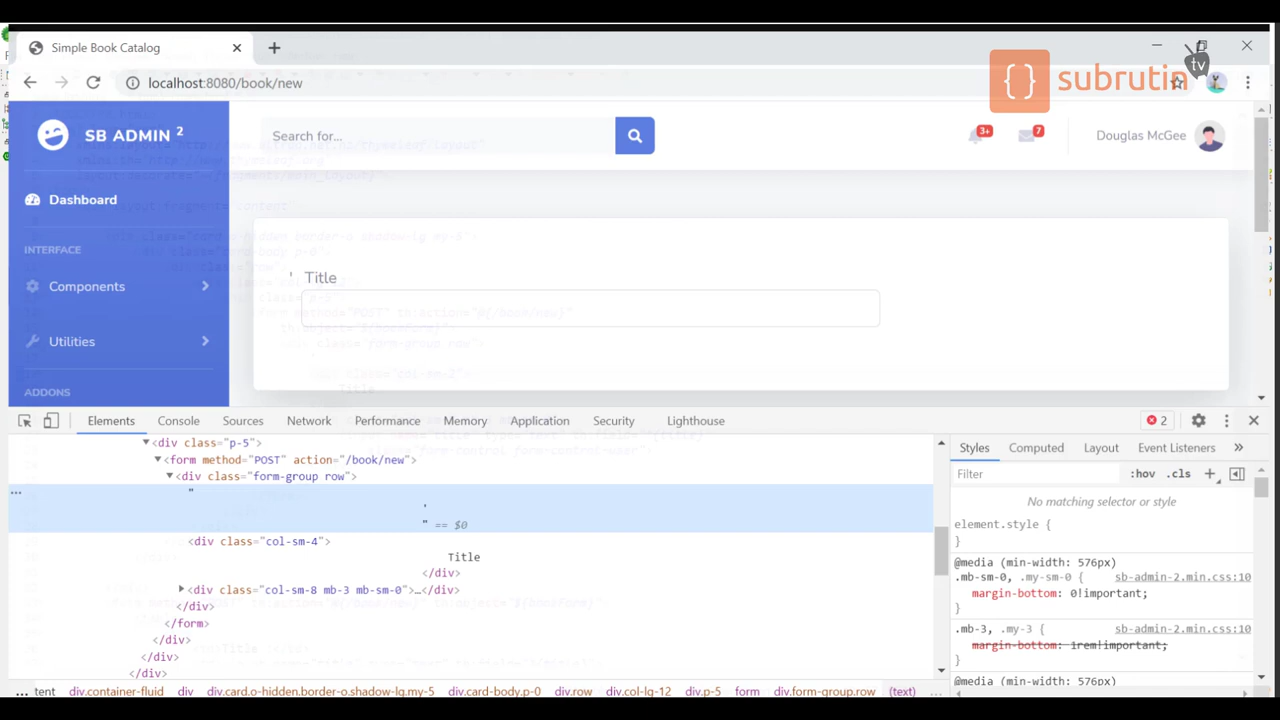 Simple Book Catalog
localhost:8080/book/new
{} subrutin tv
SB ADMIN 2
Search for...
3+
7
Douglas McGee
Dashboard
INTERFACE
Components
Utilities
ADDONS
' Title
Elements Console Sources Network Performance Memory Application Security Lighthouse
2
<div class="p-5">
<form method="POST" action="/book/new">
<div class="form-group row">
"
'
" == $0
<div class="col-sm-4">
Title
</div>
<div class="col-sm-8 mb-3 mb-sm-0">…</div>
</div>
</form>
</div>
</div>
</div>
… tent div.container-fluid div div.card.o-hidden.border-o.shadow-lg.my-5 div.card-body.p-0 div.row div.col-lg-12 div.p-5 form div.form-group.row (text) …
Styles Computed Layout Event Listeners »
Filter :hov .cls +
No matching selector or style
element.style {
}
@media (min-width: 576px)
.mb-sm-0, .my-sm-0 { sb-admin-2.min.css:10
margin-bottom: 0!important;
}
.mb-3, .my-3 { sb-admin-2.min.css:10
margin-bottom: 1rem!important;
}
@media (min-width: 576px)